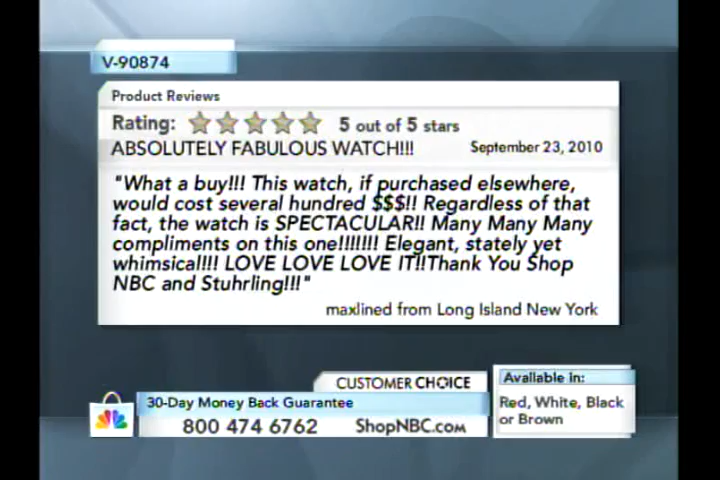 V-90874
Product Reviews
Rating: 5 out of 5 stars
ABSOLUTELY FABULOUS WATCH!!! September 23, 2010
"What a buy!!! This watch, if purchased elsewhere,
would cost several hundred $$$!! Regardless of that
fact, the watch is SPECTACULAR!! Many Many Many
compliments on this one!!!!!!! Elegant, stately yet
whimsical!!!! LOVE LOVE LOVE IT!!Thank You Shop
NBC and Stuhrling!!!"
maxlined from Long Island New York
CUSTOMER CHOICE
30-Day Money Back Guarantee
800 474 6762 ShopNBC.com
Available in:
Red, White, Black
or Brown